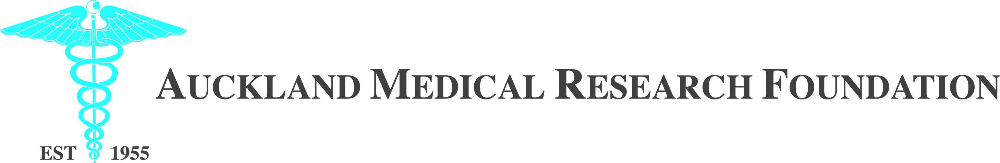 AUCKLAND MEDICAL RESEARCH FOUNDATION
EST 1955